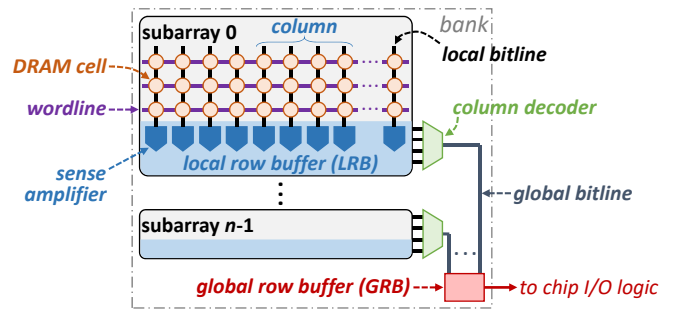 subarray 0
column
bank
local bitline
DRAM cell
wordline
column decoder
sense
amplifier
local row buffer (LRB)
global bitline
subarray n-1
global row buffer (GRB)
to chip I/O logic